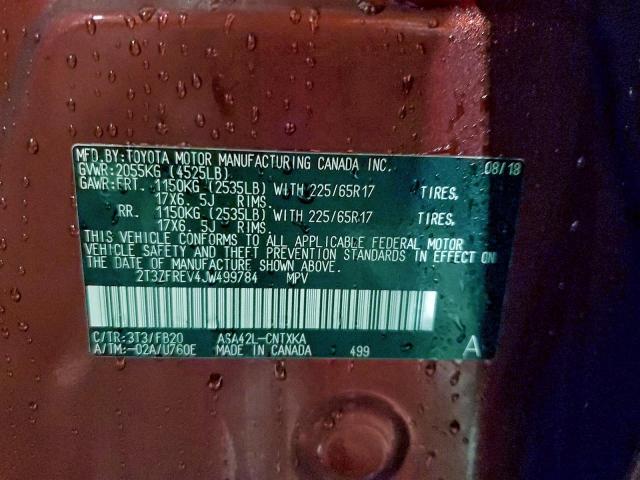 MFD.BY:TOYOTA MOTOR MANUFACTURING CANADA INC. 08/18
GVWR:2055KG (4525LB)
GAWR:FRT. 1150KG (2535LB) WITH 225/65R17 TIRES,
17X6. 5J RIMS.
RR. 1150KG (2535LB) WITH 225/65R17 TIRES,
17X6. 5J RIMS.
THIS VEHICLE CONFORMS TO ALL APPLICABLE FEDERAL MOTOR
VEHICLE SAFETY AND THEFT PREVENTION STANDARDS IN EFFECT ON
THE DATE OF MANUFACTURE SHOWN ABOVE.
2T3ZFREV4JW499784 MPV
C/TR:3T3/FB20 ASA42L-CNTXKA
A/TM:-02A/U760E MADE IN CANADA 499 A